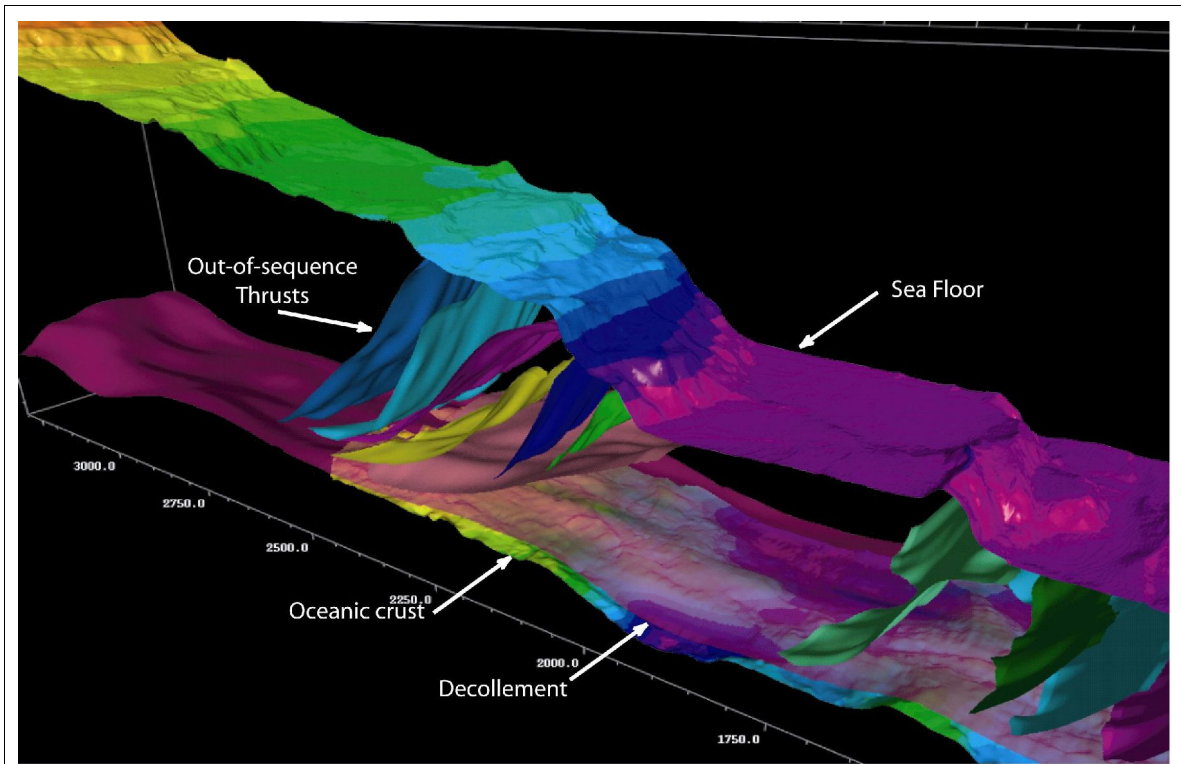 Out-of-sequence
Thrusts
Sea Floor
3000.0
2750.0
2500.0
2250.0
Oceanic crust
2000.0
Decollement
1750.0